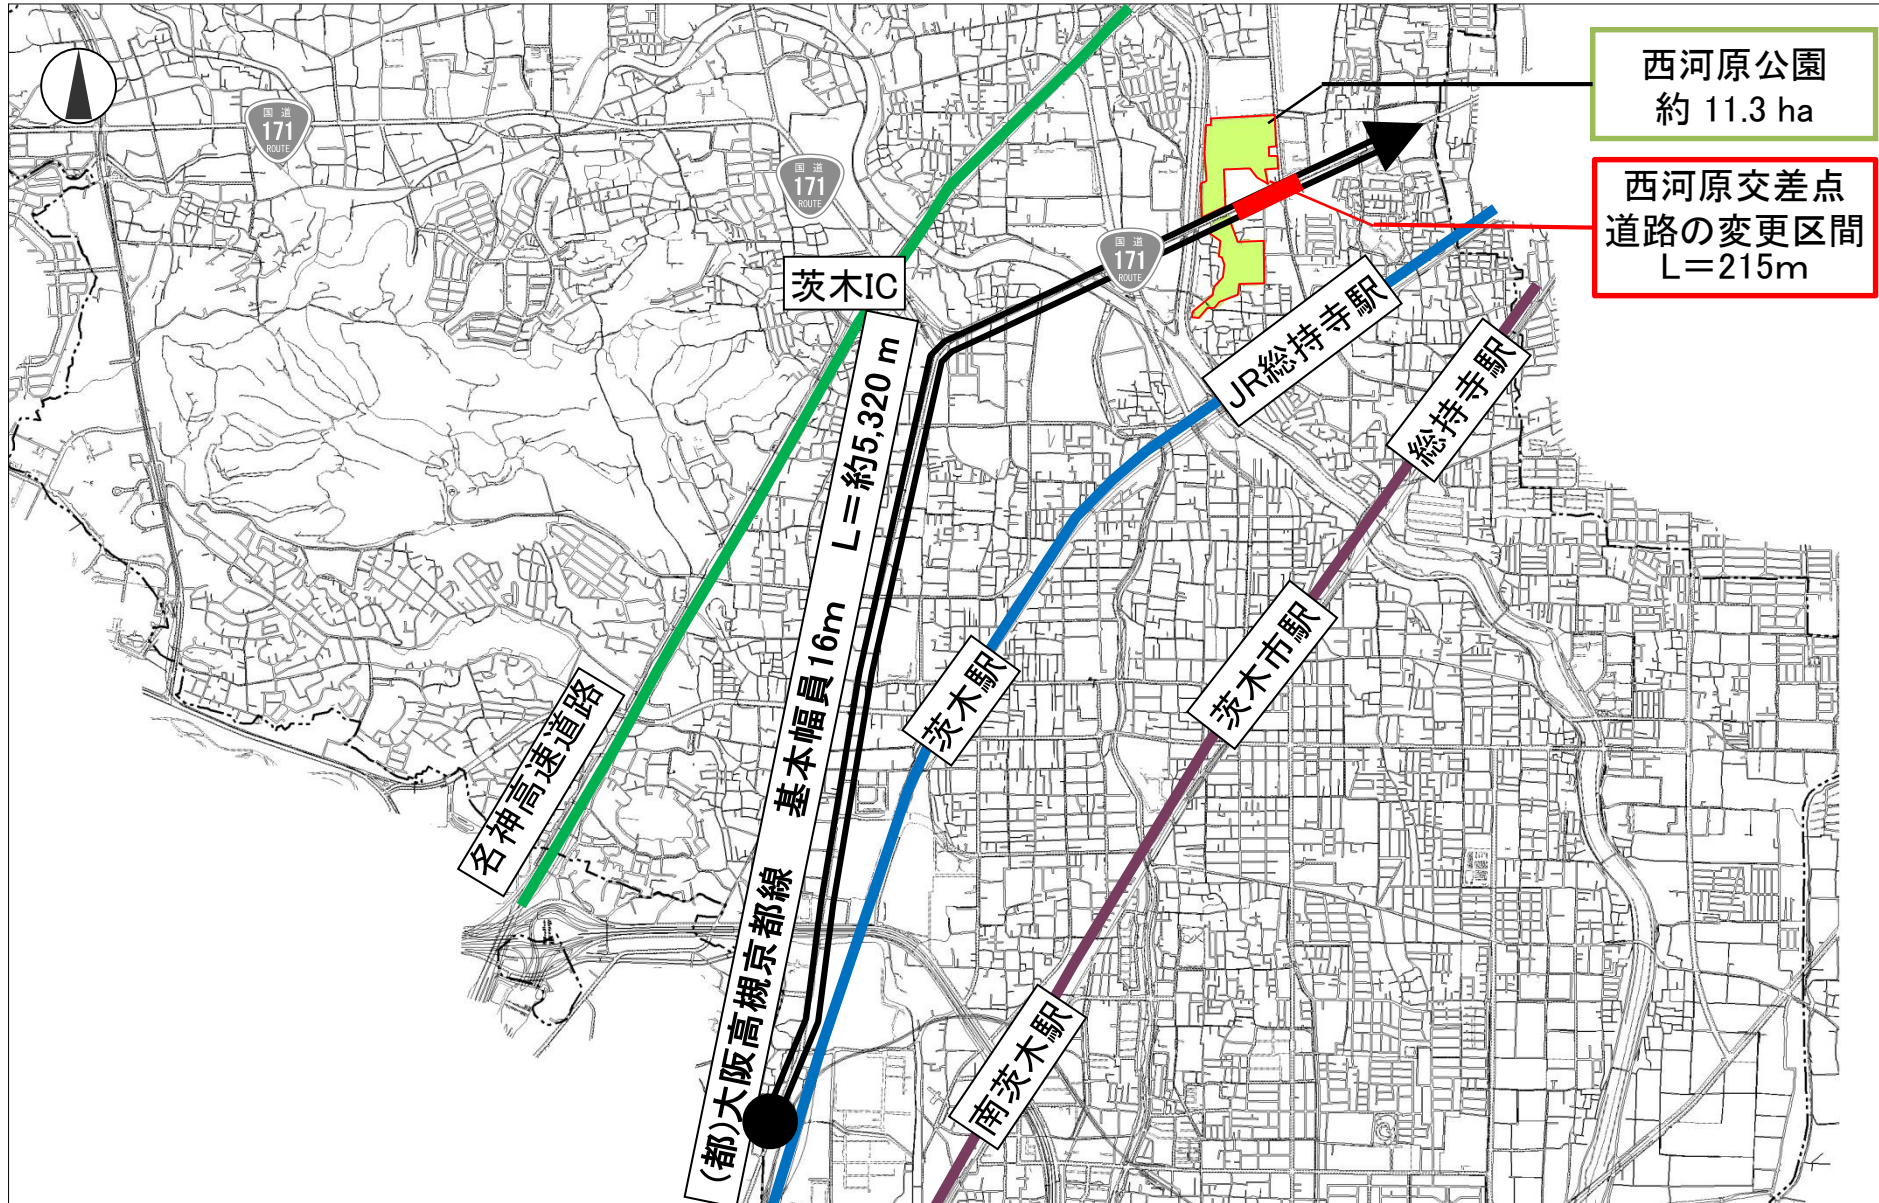 西河原公園
約 11.3 ha
西河原交差点
道路の変更区間
L＝215m
国道
171
ROUTE
国道
171
ROUTE
国道
171
ROUTE
茨木IC
JR総持寺駅
総持寺駅
茨木駅
茨木市駅
南茨木駅
名神高速道路
(都)大阪高槻京都線　基本幅員16m　L＝約5,320 m